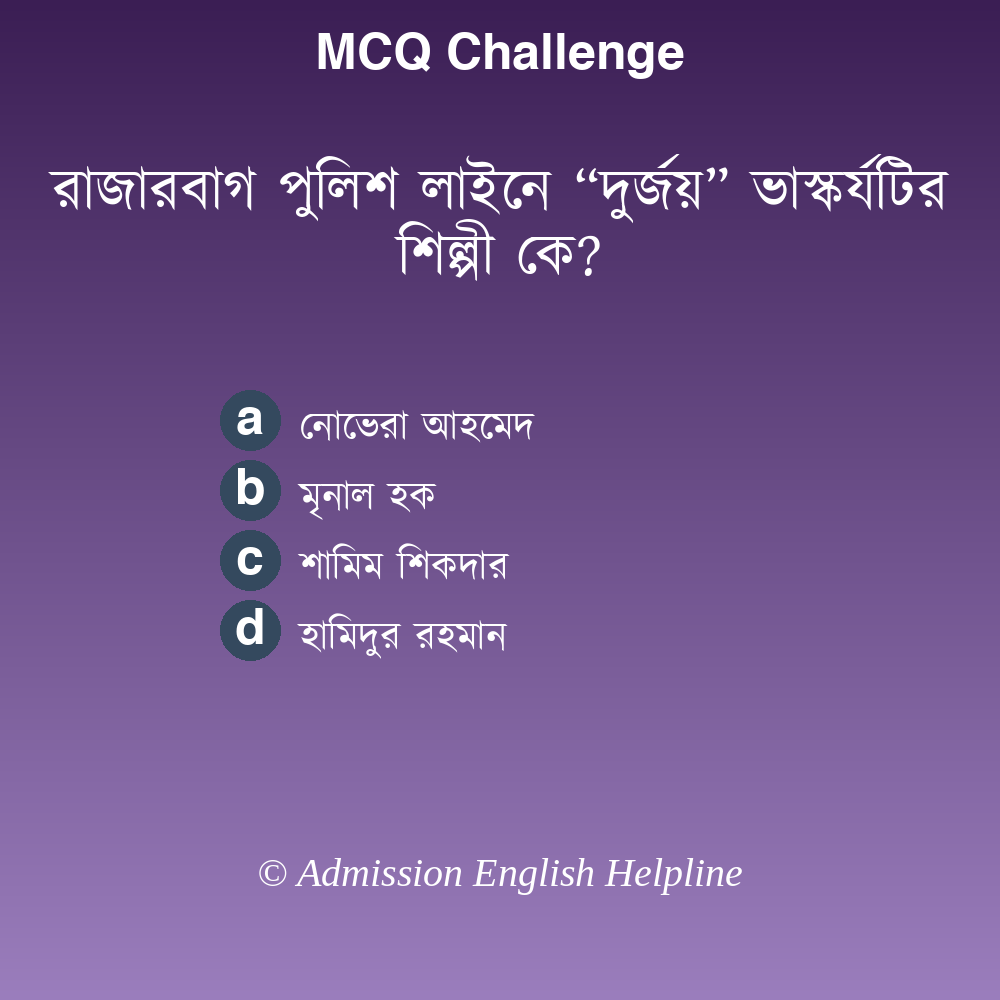 MCQ Challenge
রাজারবাগ পুলিশ লাইনে “দুর্জয়” ভাস্কর্যটির
শিল্পী কে?
a নোভেরা আহমেদ
b মৃনাল হক
c শামিম শিকদার
d হামিদুর রহমান
© Admission English Helpline